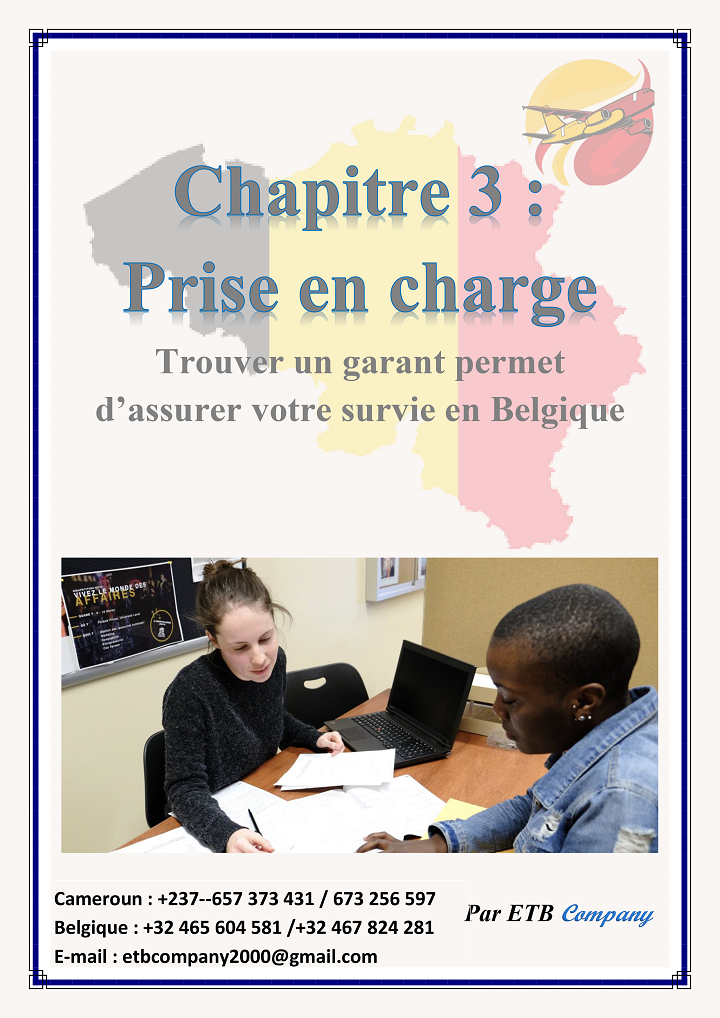 Chapitre 3 :
Prise en charge
Trouver un garant permet
d’assurer votre survie en Belgique
VIVEZ LE MONDE DES
AFFAIRES
Cameroun : +237--657 373 431 / 673 256 597
Belgique : +32 465 604 581 /+32 467 824 281
E-mail : etbcompany2000@gmail.com
Par ETB Company